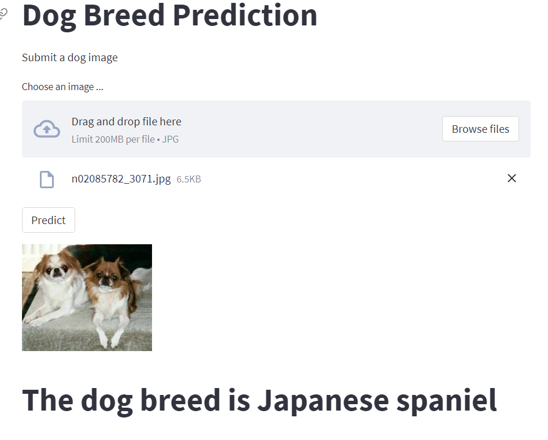 Dog Breed Prediction
Submit a dog image
Choose an image ...
Drag and drop file here
Limit 200MB per file • JPG
Browse files
n02085782_3071.jpg 6.5KB
Predict
The dog breed is Japanese spaniel